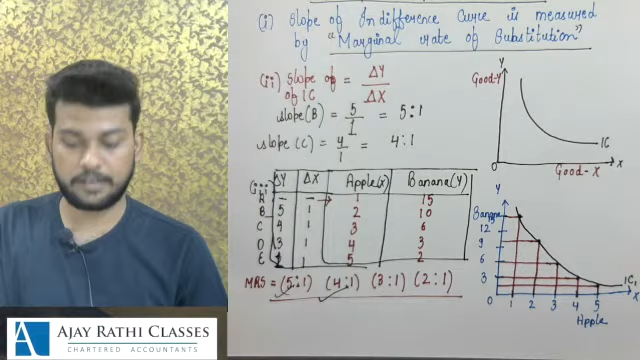 (i) Slope of Indifference Curve is measured
by "Marginal rate of Substitution"
(ii) Slope of = ΔY
of IC ΔX
slope(B) = 5/1 = 5:1
slope(C) = 4/1 = 4:1
(iii) ΔY ΔX Apple(x) Banana(Y)
A - - 1 15
B 5 1 2 10
C 4 1 3 6
D 3 1 4 3
E 1 5 2
MRS = (5:1) (4:1) (3:1) (2:1)
Good-Y
Y
IC
0
Good-X
X
Y
Banana
15
12
9
6
3
0
1 2 3 4 5
IC₁
X
Apple
AJAY RATHI CLASSES
CHARTERED ACCOUNTANTS